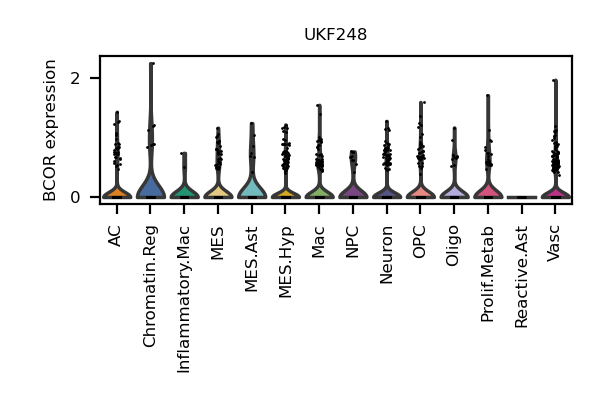 UKF248
BCOR expression
2
0
AC
Chromatin.Reg
Inflammatory.Mac
MES
MES.Ast
MES.Hyp
Mac
NPC
Neuron
OPC
Oligo
Prolif.Metab
Reactive.Ast
Vasc